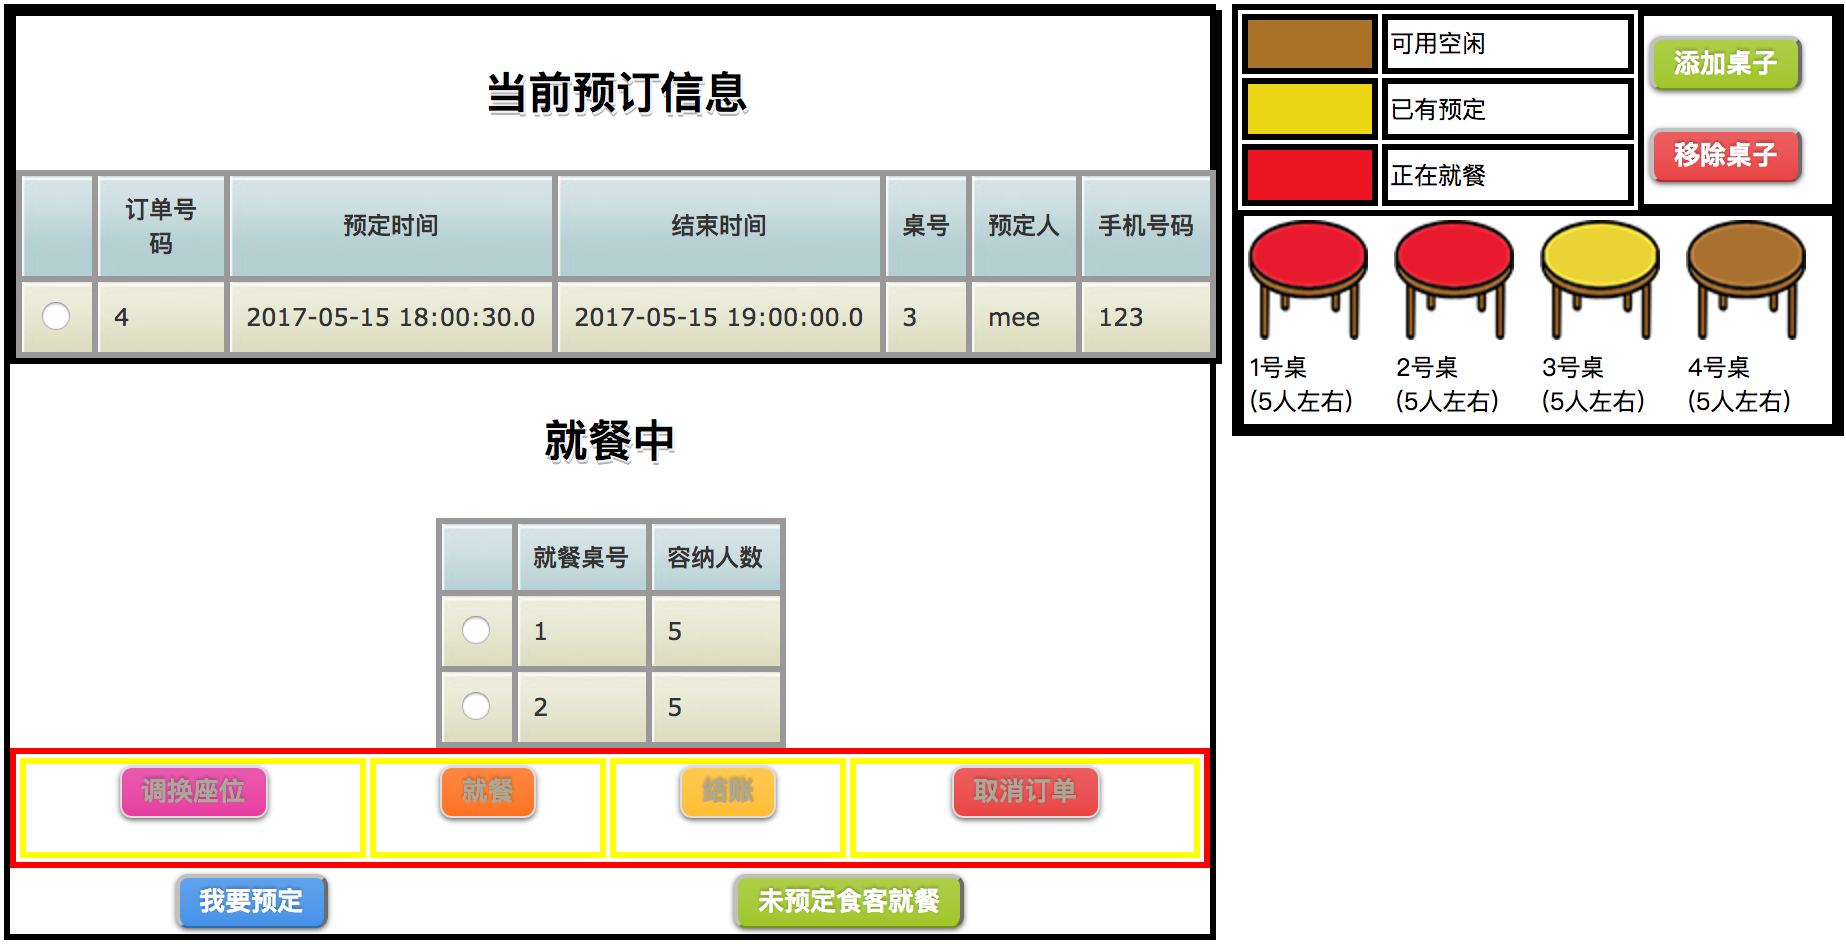 当前预订信息
订单号码 预定时间 结束时间 桌号 预定人 手机号码
4 2017-05-15 18:00:30.0 2017-05-15 19:00:00.0 3 mee 123
就餐中
就餐桌号 容纳人数
1 5
2 5
调换座位 就餐 结账 取消订单
我要预定 未预定食客就餐
可用空闲
已有预定
正在就餐
添加桌子
移除桌子
1号桌 2号桌 3号桌 4号桌
(5人左右) (5人左右) (5人左右) (5人左右)